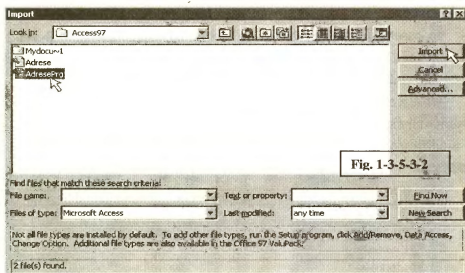 Import
Look in: Access97
Mydocu~1
Adrese
AdresePrg
Import
Cancel
Advanced...
Fig. 1-3-5-3-2
Find files that match these search criteria:
File name: Text or property: Find Now
Files of type: Microsoft Access Last modified: any time New Search
Not all file types are installed by default. To add other file types, run the Setup program, click Add/Remove, Data Access,
Change Option. Additional file types are also available in the Office 97 ValuPack.
2 file(s) found.